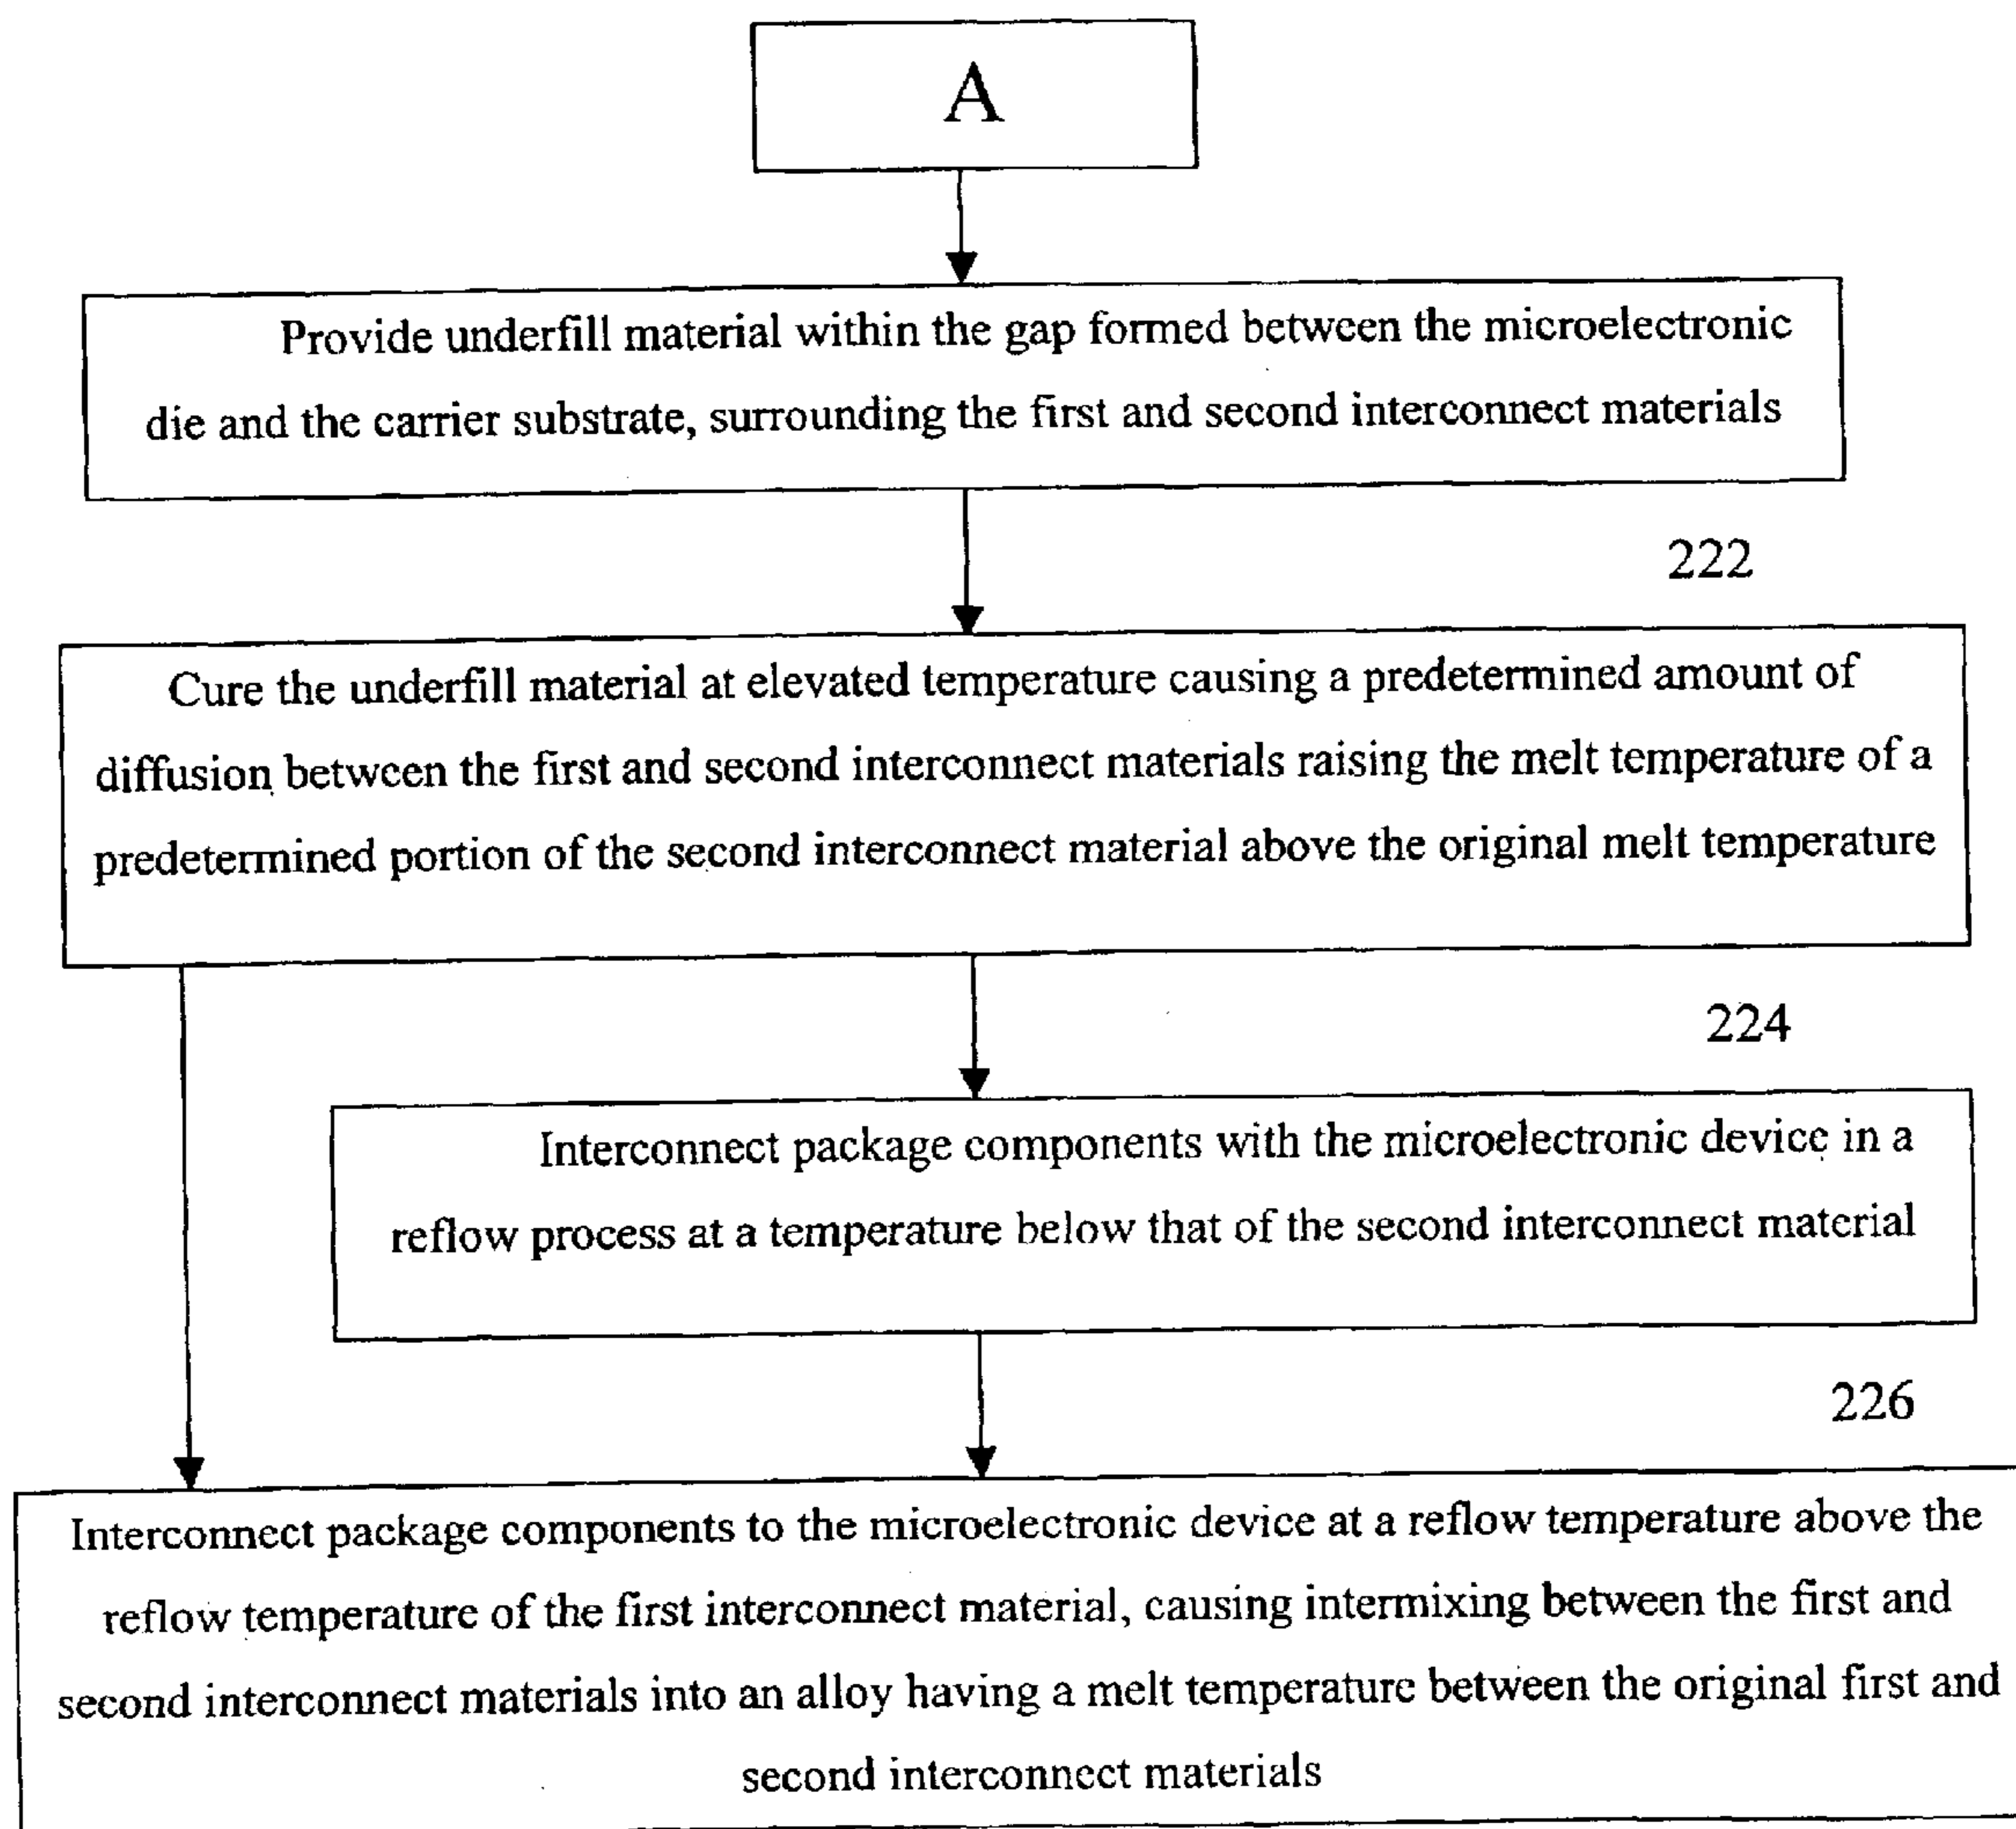 A
Provide underfill material within the gap formed between the microelectronic
die and the carrier substrate, surrounding the first and second interconnect materials
222
Cure the underfill material at elevated temperature causing a predetermined amount of
diffusion between the first and second interconnect materials raising the melt temperature of a
predetermined portion of the second interconnect material above the original melt temperature
224
Interconnect package components with the microelectronic device in a
reflow process at a temperature below that of the second interconnect material
226
Interconnect package components to the microelectronic device at a reflow temperature above the
reflow temperature of the first interconnect material, causing intermixing between the first and
second interconnect materials into an alloy having a melt temperature between the original first and
second interconnect materials